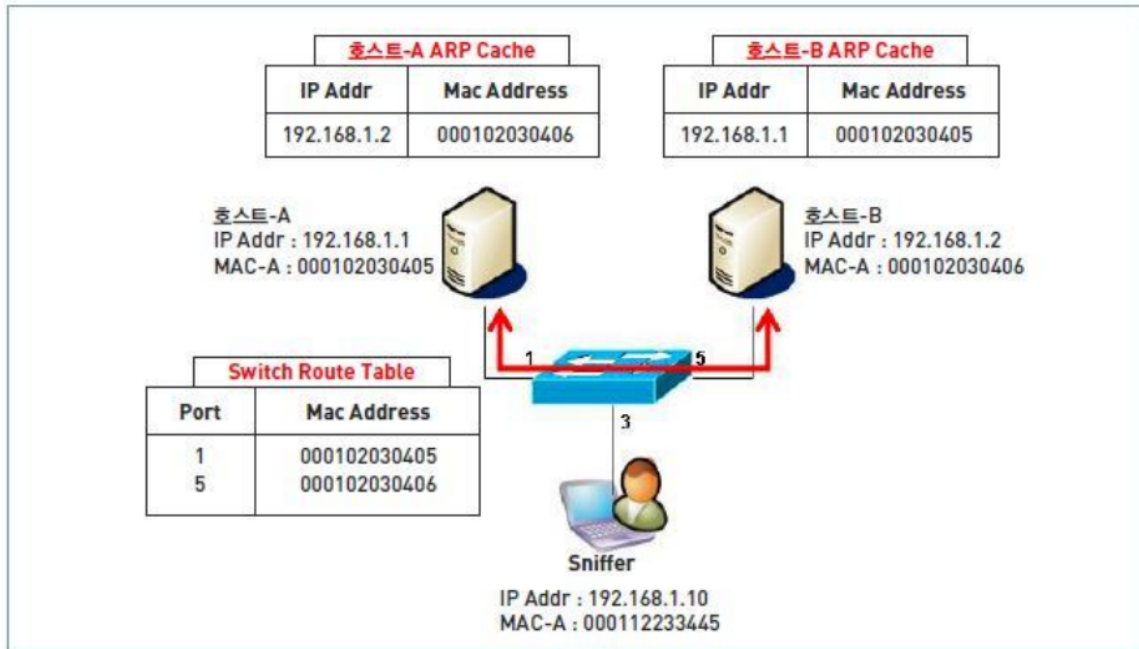 호스트-A ARP Cache
IP Addr Mac Address
192.168.1.2 000102030406
호스트-B ARP Cache
IP Addr Mac Address
192.168.1.1 000102030405
호스트-A
IP Addr : 192.168.1.1
MAC-A : 000102030405
호스트-B
IP Addr : 192.168.1.2
MAC-A : 000102030406
1
5
3
Switch Route Table
Port Mac Address
1 000102030405
5 000102030406
Sniffer
IP Addr : 192.168.1.10
MAC-A : 000112233445